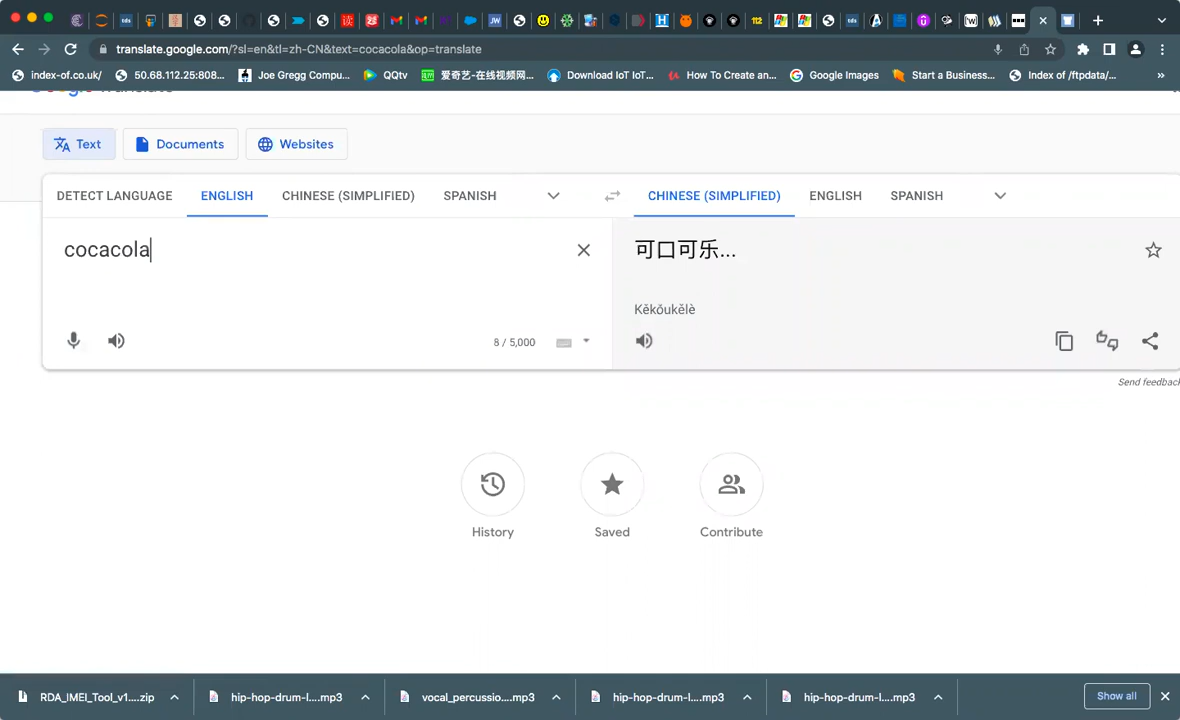 translate.google.com/?sl=en&tl=zh-CN&text=cocacola&op=translate
index-of.co.uk/
50.68.112.25:808...
Joe Gregg Compu...
QQtv
爱奇艺-在线视频网...
Download IoT IoT...
How To Create an...
Google Images
Start a Business...
Index of /ftpdata/...
»
Google Translate
Text
Documents
Websites
DETECT LANGUAGE
ENGLISH
CHINESE (SIMPLIFIED)
SPANISH
CHINESE (SIMPLIFIED)
ENGLISH
SPANISH
cocacola
可口可乐...
Kěkǒukělè
8 / 5,000
Send feedback
History
Saved
Contribute
RDA_IMEI_Tool_v1....zip
hip-hop-drum-l....mp3
vocal_percussio....mp3
hip-hop-drum-l....mp3
hip-hop-drum-l....mp3
Show all